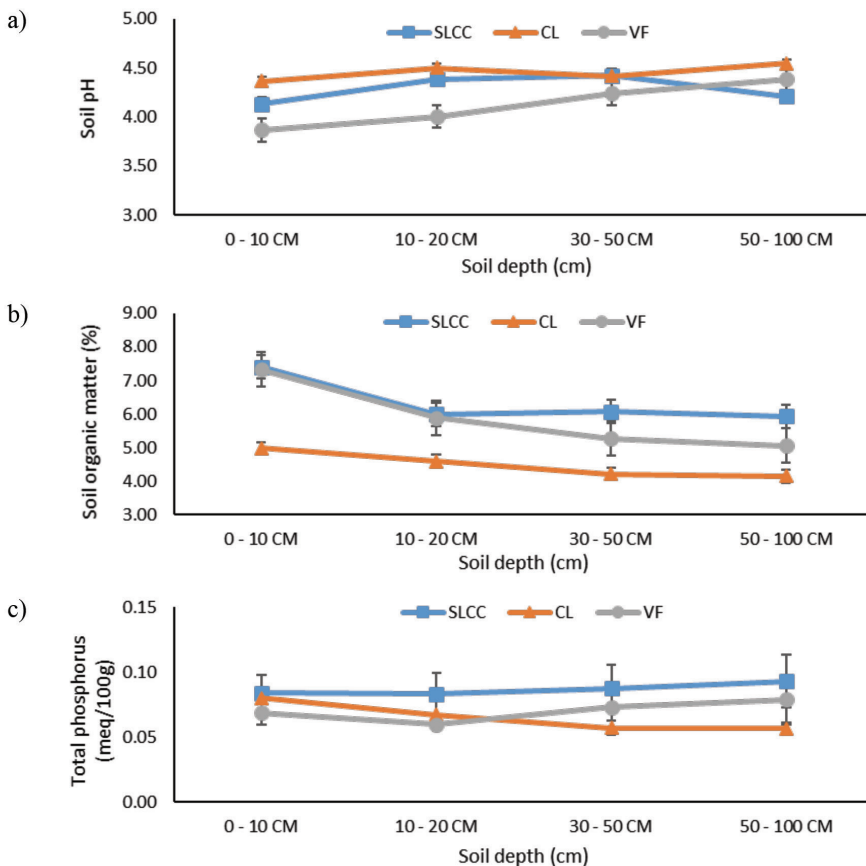 a)
5.00
4.50
4.00
3.50
3.00
Soil pH
SLCC CL VF
0 - 10 CM 10 - 20 CM 30 - 50 CM 50 - 100 CM
Soil depth (cm)
b)
9.00
8.00
7.00
6.00
5.00
4.00
3.00
Soil organic matter (%)
SLCC CL VF
0 - 10 CM 10 - 20 CM 30 - 50 CM 50 - 100 CM
Soil depth (cm)
c)
0.15
0.10
0.05
0.00
Total phosphorus
(meq/100g)
SLCC CL VF
0 - 10 CM 10 - 20 CM 30 - 50 CM 50 - 100 CM
Soil depth (cm)